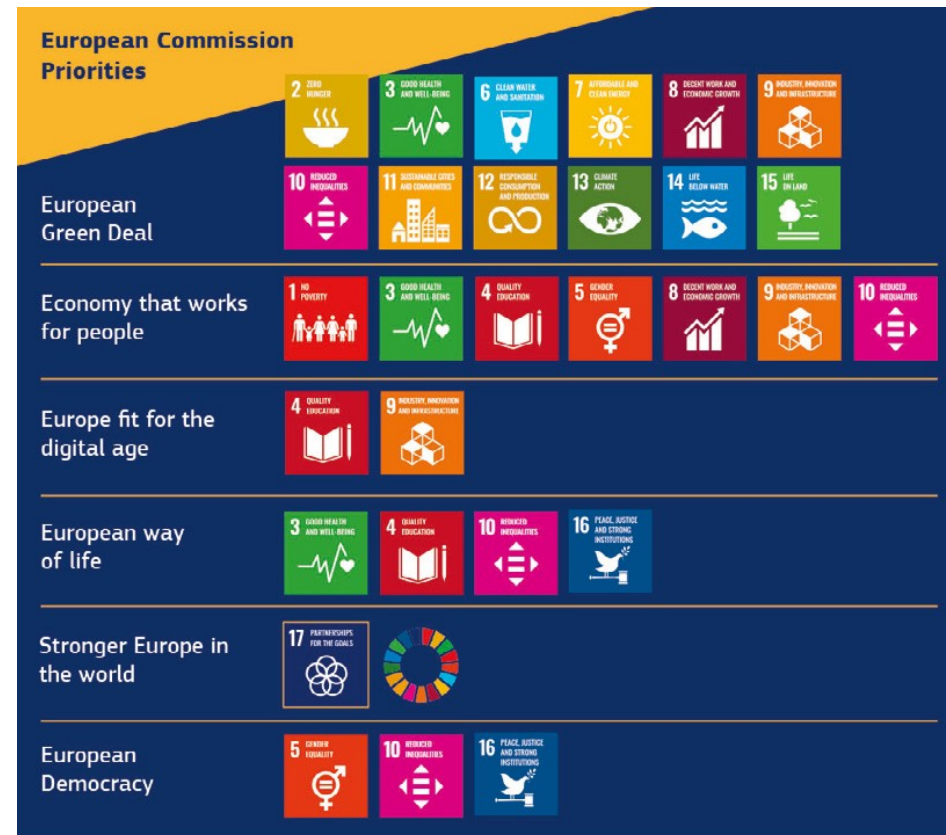 European Commission
Priorities
2 ZERO
HUNGER
3 GOOD HEALTH
AND WELL-BEING
6 CLEAN WATER
AND SANITATION
7 AFFORDABLE AND
CLEAN ENERGY
8 DECENT WORK AND
ECONOMIC GROWTH
9 INDUSTRY, INNOVATION
AND INFRASTRUCTURE
10 REDUCED
INEQUALITIES
11 SUSTAINABLE CITIES
AND COMMUNITIES
12 RESPONSIBLE
CONSUMPTION
AND PRODUCTION
13 CLIMATE
ACTION
14 LIFE
BELOW WATER
15 LIFE
ON LAND
European
Green Deal
Economy that works
for people
1 NO
POVERTY
3 GOOD HEALTH
AND WELL-BEING
4 QUALITY
EDUCATION
5 GENDER
EQUALITY
8 DECENT WORK AND
ECONOMIC GROWTH
9 INDUSTRY, INNOVATION
AND INFRASTRUCTURE
10 REDUCED
INEQUALITIES
Europe fit for the
digital age
4 QUALITY
EDUCATION
9 INDUSTRY, INNOVATION
AND INFRASTRUCTURE
European way
of life
3 GOOD HEALTH
AND WELL-BEING
4 QUALITY
EDUCATION
10 REDUCED
INEQUALITIES
16 PEACE, JUSTICE
AND STRONG
INSTITUTIONS
Stronger Europe in
the world
17 PARTNERSHIPS
FOR THE GOALS
European
Democracy
5 GENDER
EQUALITY
10 REDUCED
INEQUALITIES
16 PEACE, JUSTICE
AND STRONG
INSTITUTIONS